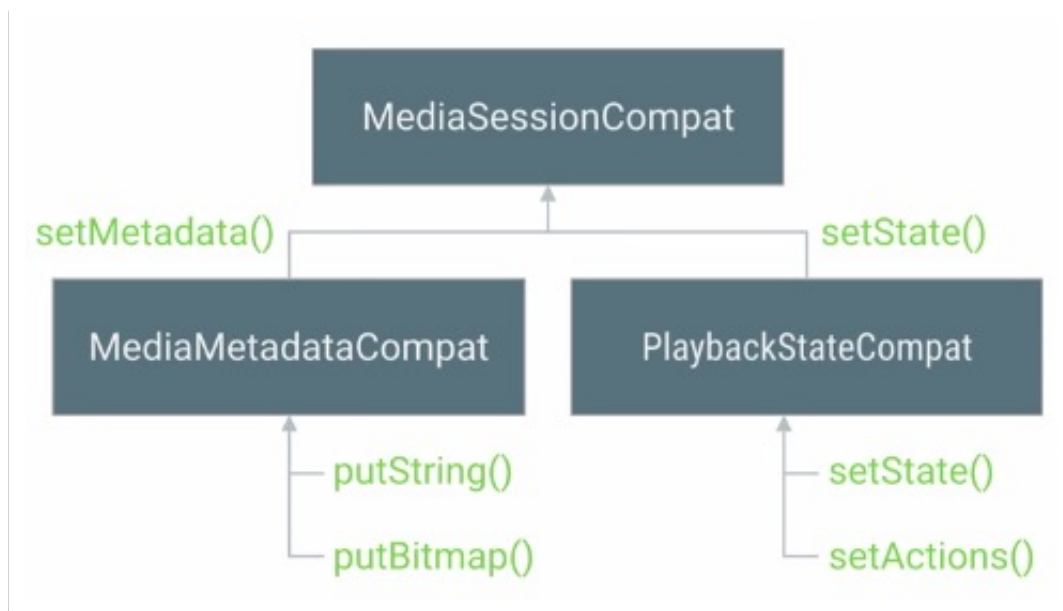 MediaSessionCompat
setMetadata()
setState()
MediaMetadataCompat
PlaybackStateCompat
putString()
setState()
putBitmap()
setActions()